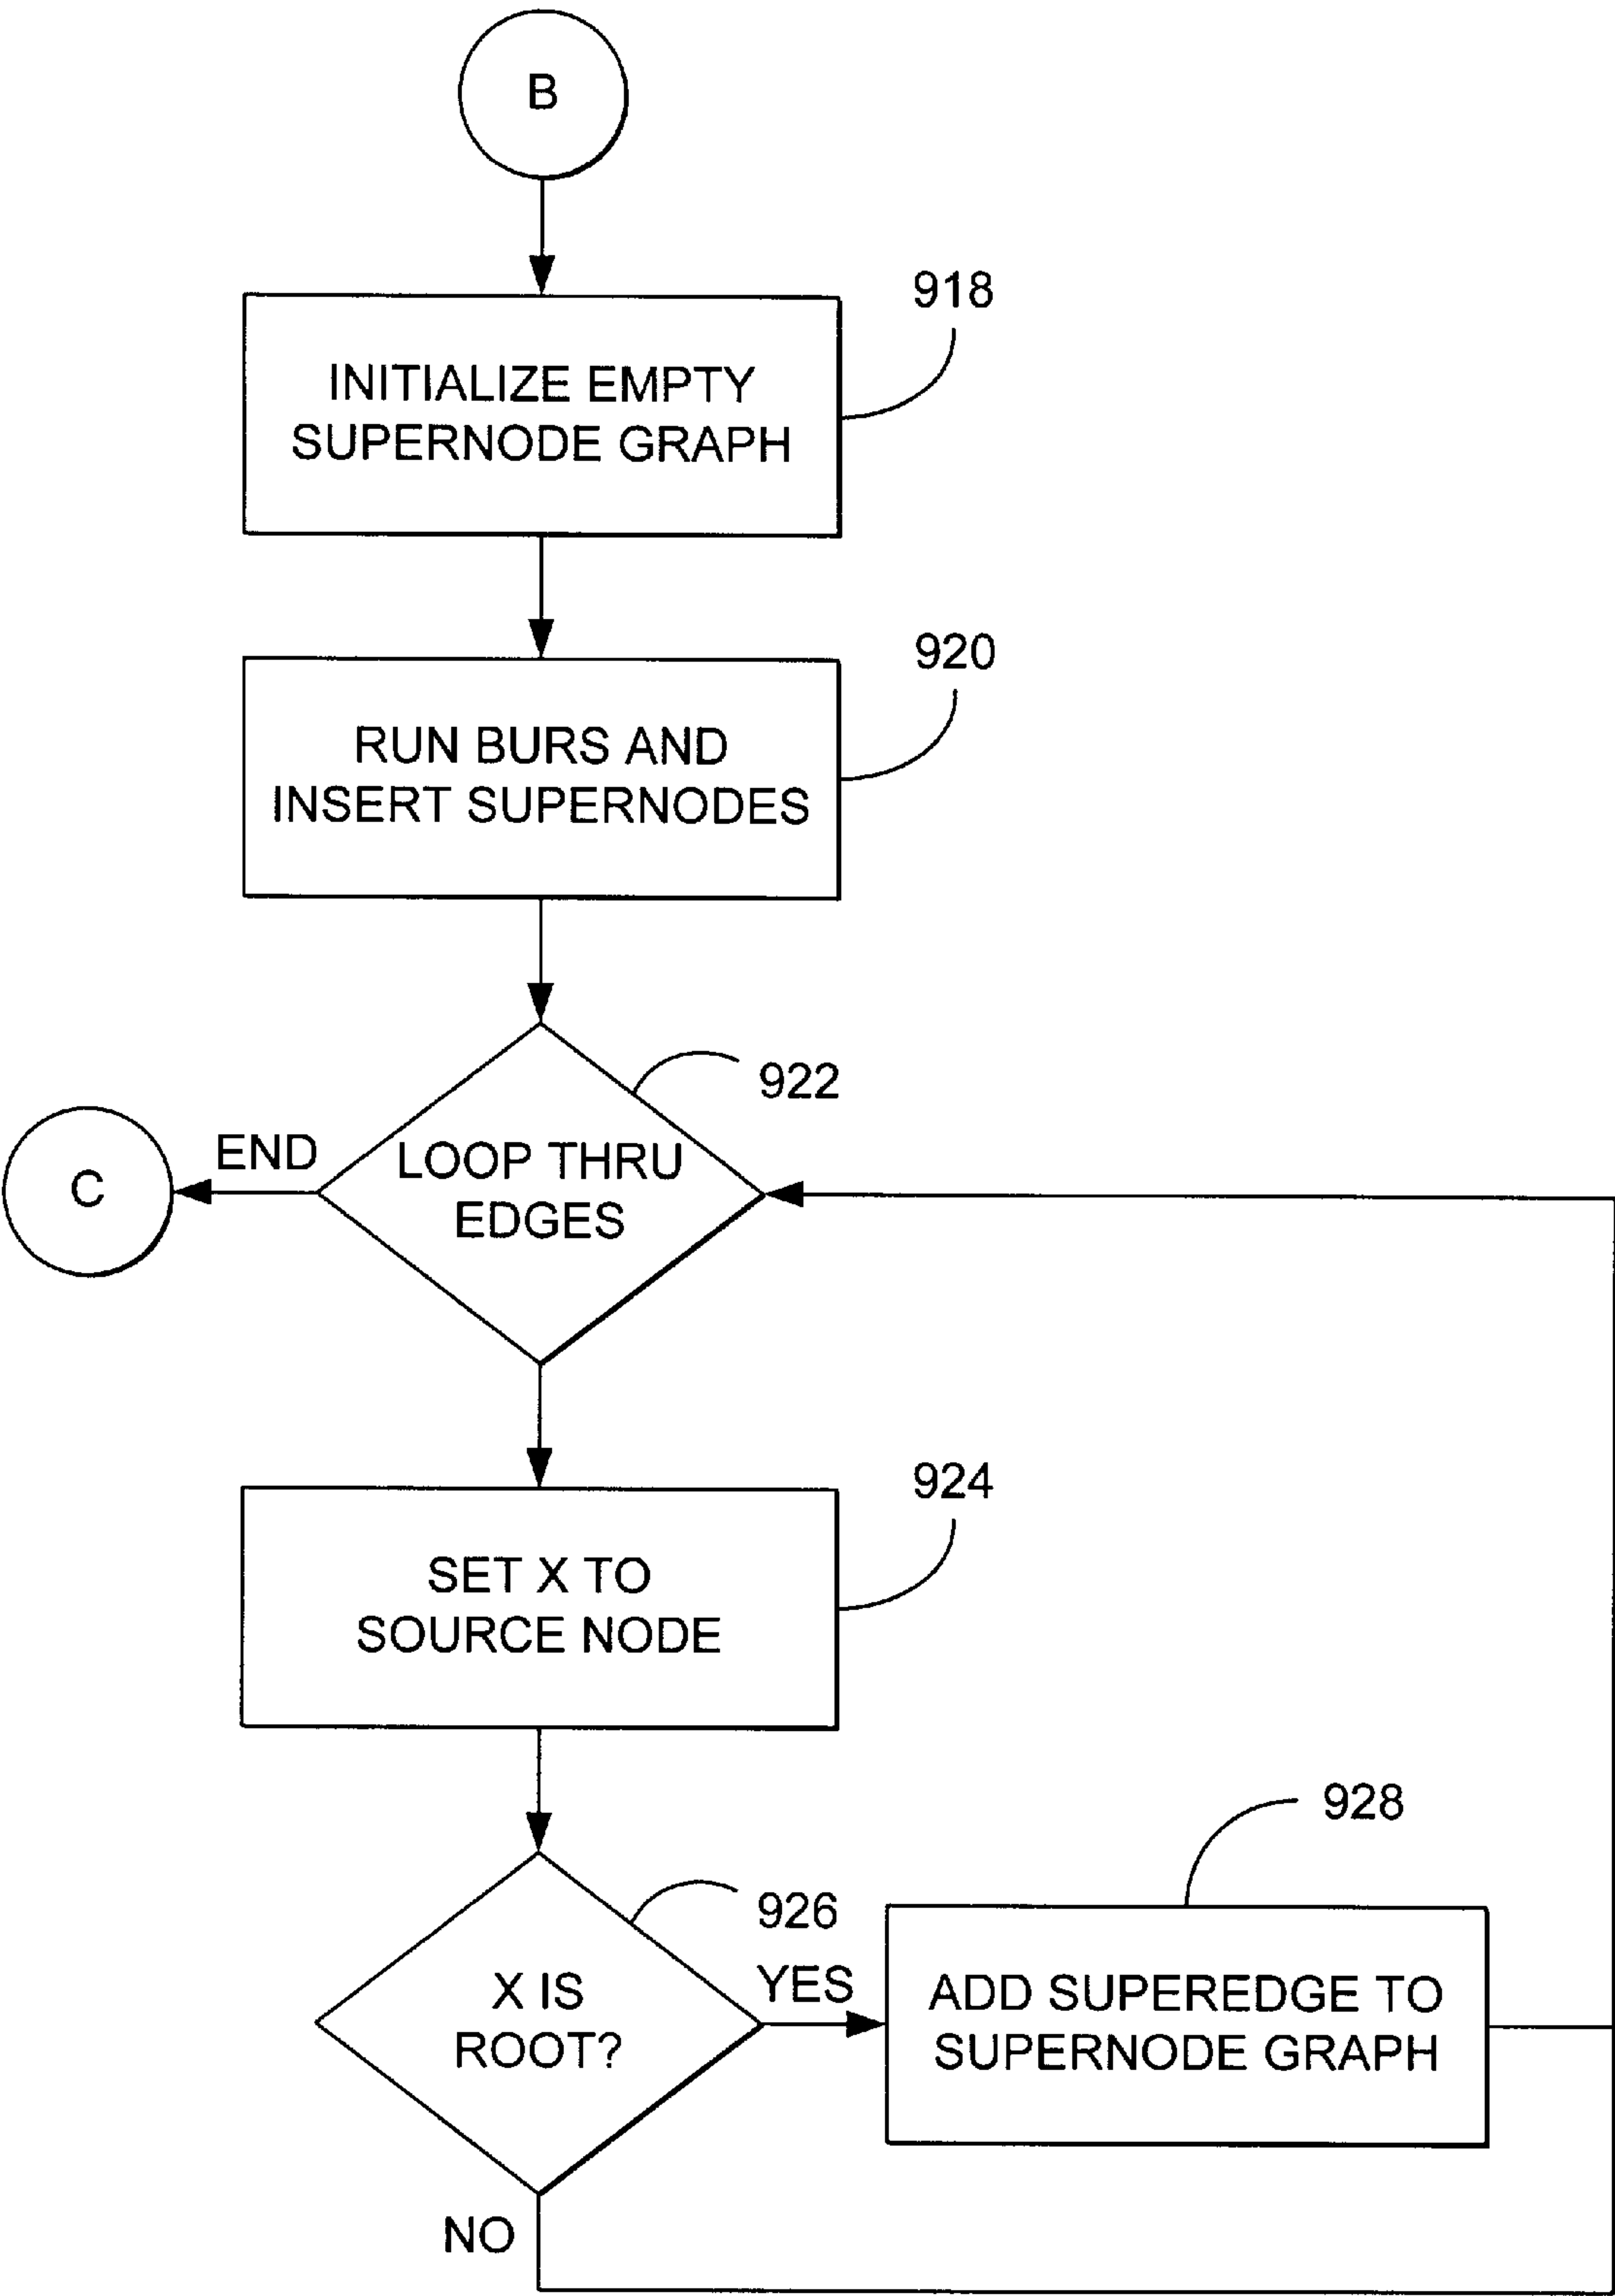 B
918
INITIALIZE EMPTY
SUPERNODE GRAPH
920
RUN BURS AND
INSERT SUPERNODES
922
C
END
LOOP THRU
EDGES
924
SET X TO
SOURCE NODE
928
926
X IS
ROOT?
YES
ADD SUPEREDGE TO
SUPERNODE GRAPH
NO